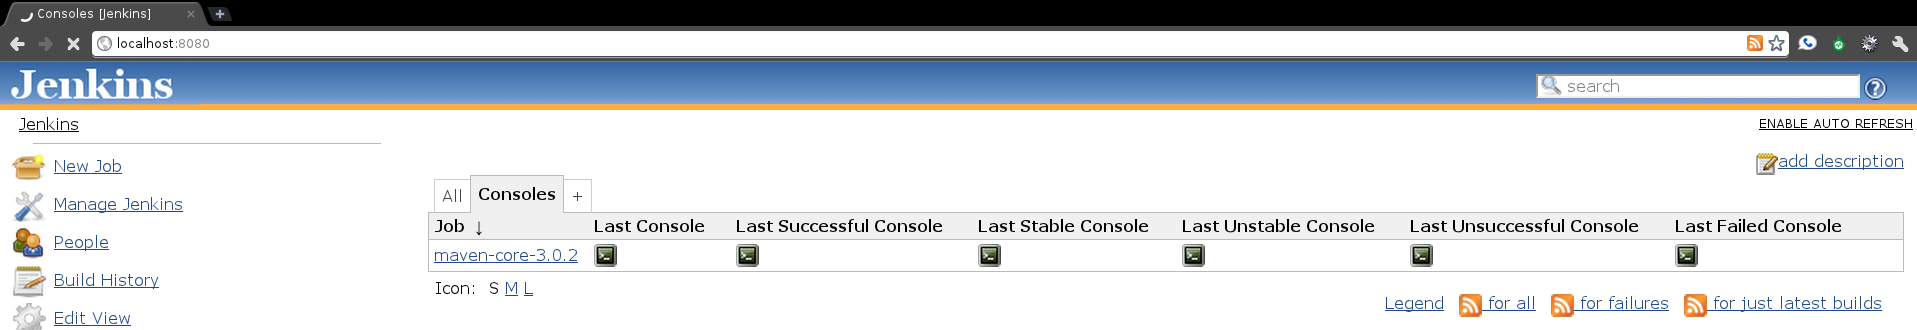 Consoles [Jenkins]
localhost:8080
Jenkins
search
Jenkins
ENABLE AUTO REFRESH
New Job
Manage Jenkins
People
Build History
Edit View
add description
All Consoles +
Job ↓ Last Console Last Successful Console Last Stable Console Last Unstable Console Last Unsuccessful Console Last Failed Console
maven-core-3.0.2
Icon: S M L
Legend for all for failures for just latest builds